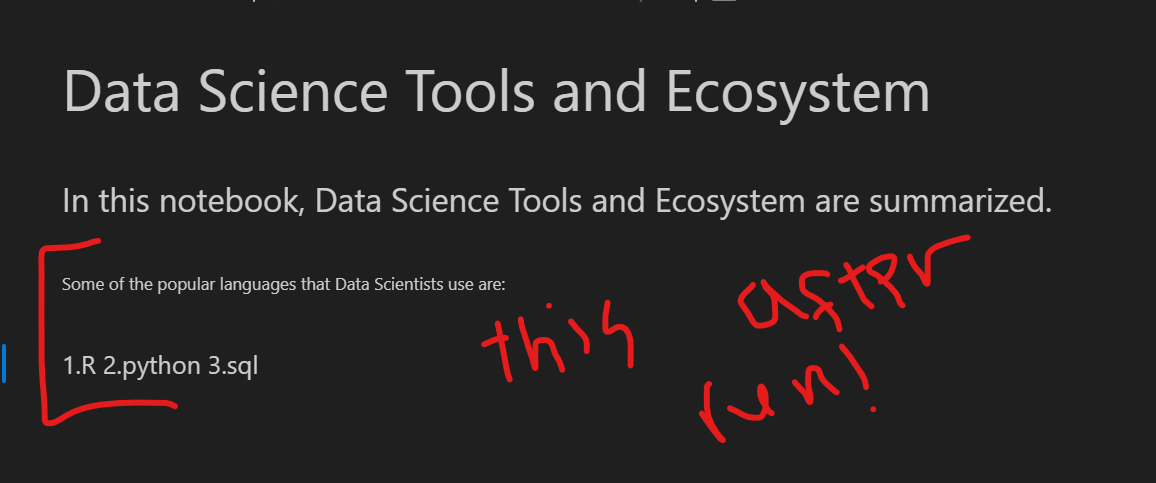 Data Science Tools and Ecosystem
In this notebook, Data Science Tools and Ecosystem are summarized.
Some of the popular languages that Data Scientists use are:
this after
1.R 2.python 3.sql
run!